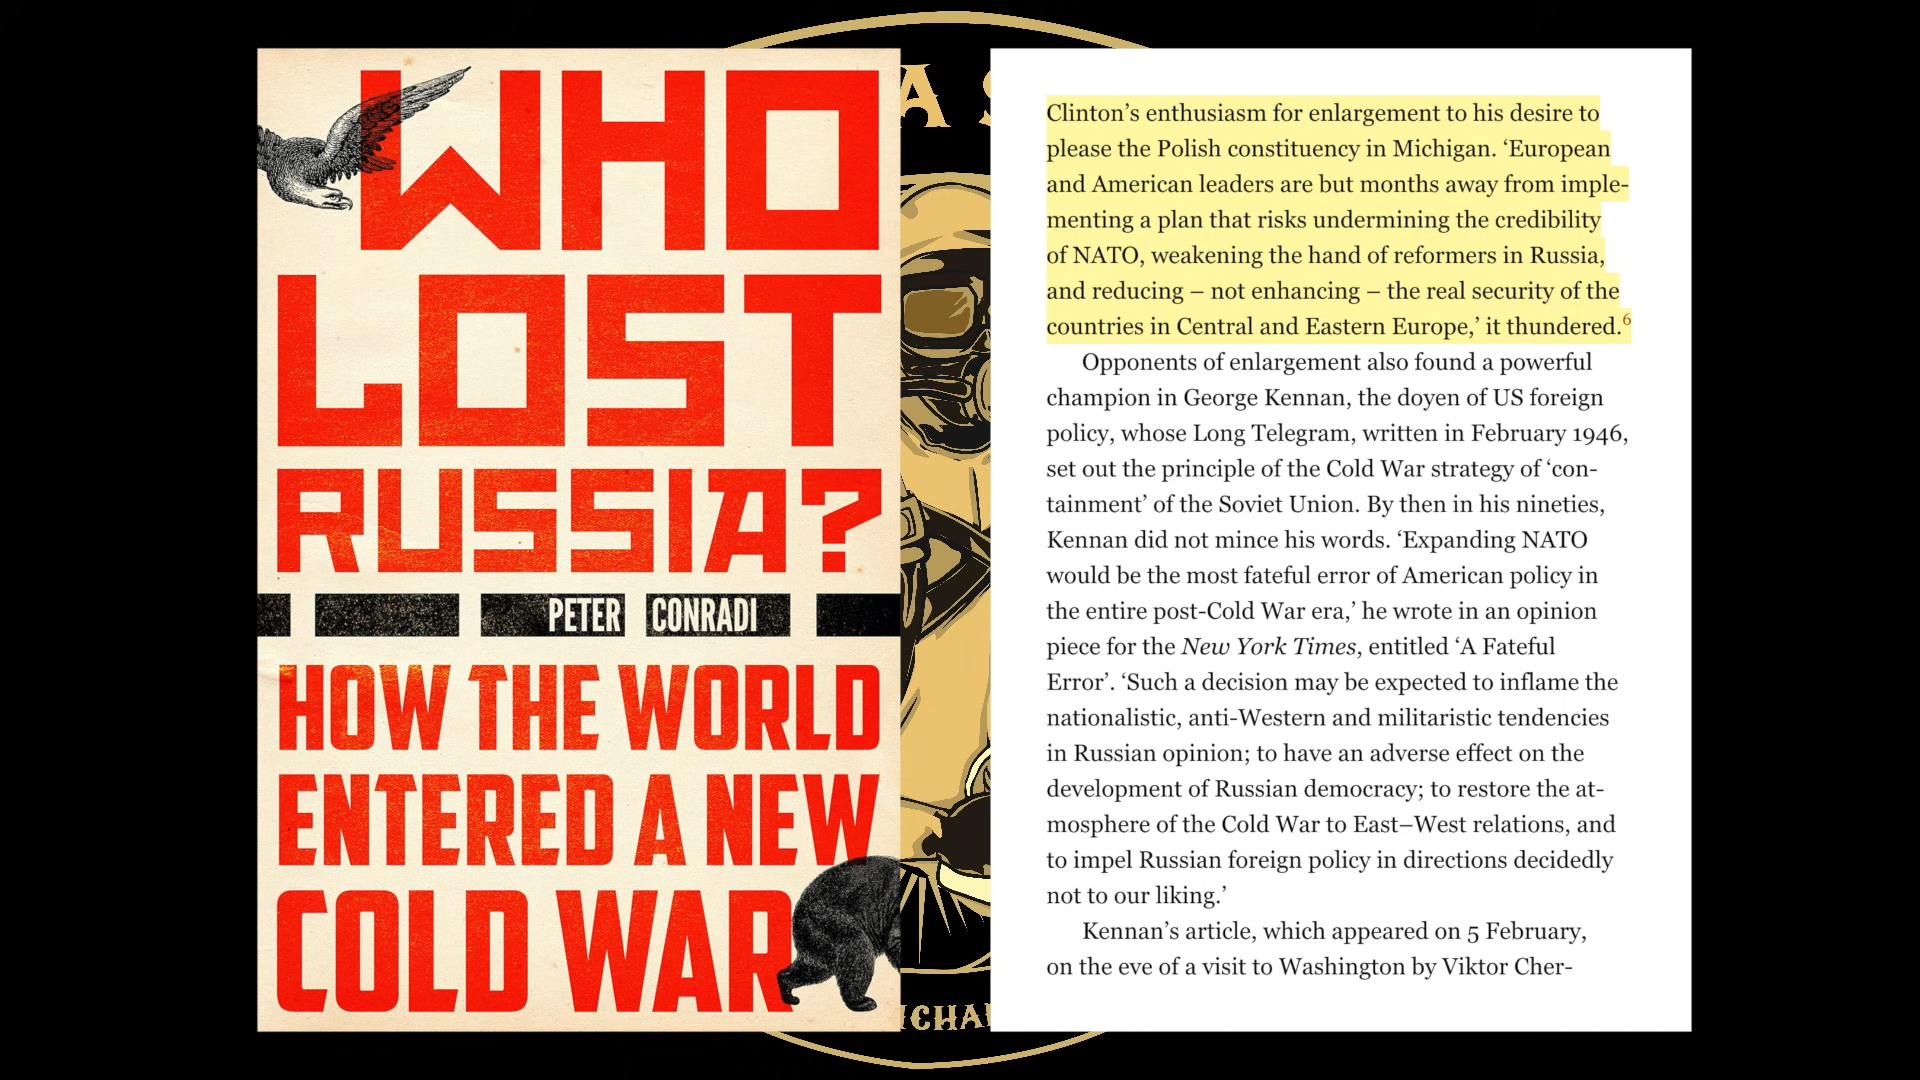 WHO
LOST
RUSSIA?
PETER CONRADI
HOW THE WORLD
ENTERED A NEW
COLD WAR
A
Clinton’s enthusiasm for enlargement to his desire to
please the Polish constituency in Michigan. ‘European
and American leaders are but months away from imple-
menting a plan that risks undermining the credibility
of NATO, weakening the hand of reformers in Russia,
and reducing – not enhancing – the real security of the
countries in Central and Eastern Europe,’ it thundered.6
Opponents of enlargement also found a powerful
champion in George Kennan, the doyen of US foreign
policy, whose Long Telegram, written in February 1946,
set out the principle of the Cold War strategy of ‘con-
tainment’ of the Soviet Union. By then in his nineties,
Kennan did not mince his words. ‘Expanding NATO
would be the most fateful error of American policy in
the entire post-Cold War era,’ he wrote in an opinion
piece for the New York Times, entitled ‘A Fateful
Error’. ‘Such a decision may be expected to inflame the
nationalistic, anti-Western and militaristic tendencies
in Russian opinion; to have an adverse effect on the
development of Russian democracy; to restore the at-
mosphere of the Cold War to East–West relations, and
to impel Russian foreign policy in directions decidedly
not to our liking.’
Kennan’s article, which appeared on 5 February,
on the eve of a visit to Washington by Viktor Cher-